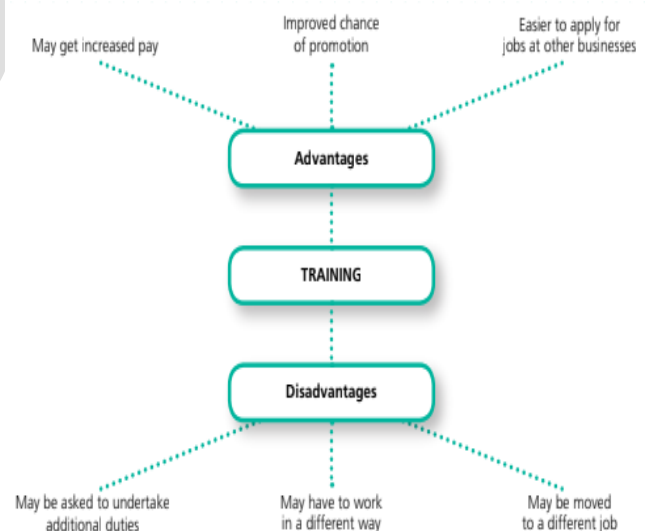 Improved chance
of promotion
May get increased pay
Easier to apply for
jobs at other businesses
Advantages
TRAINING
Disadvantages
May be asked to undertake
additional duties
May have to work
in a different way
May be moved
to a different job